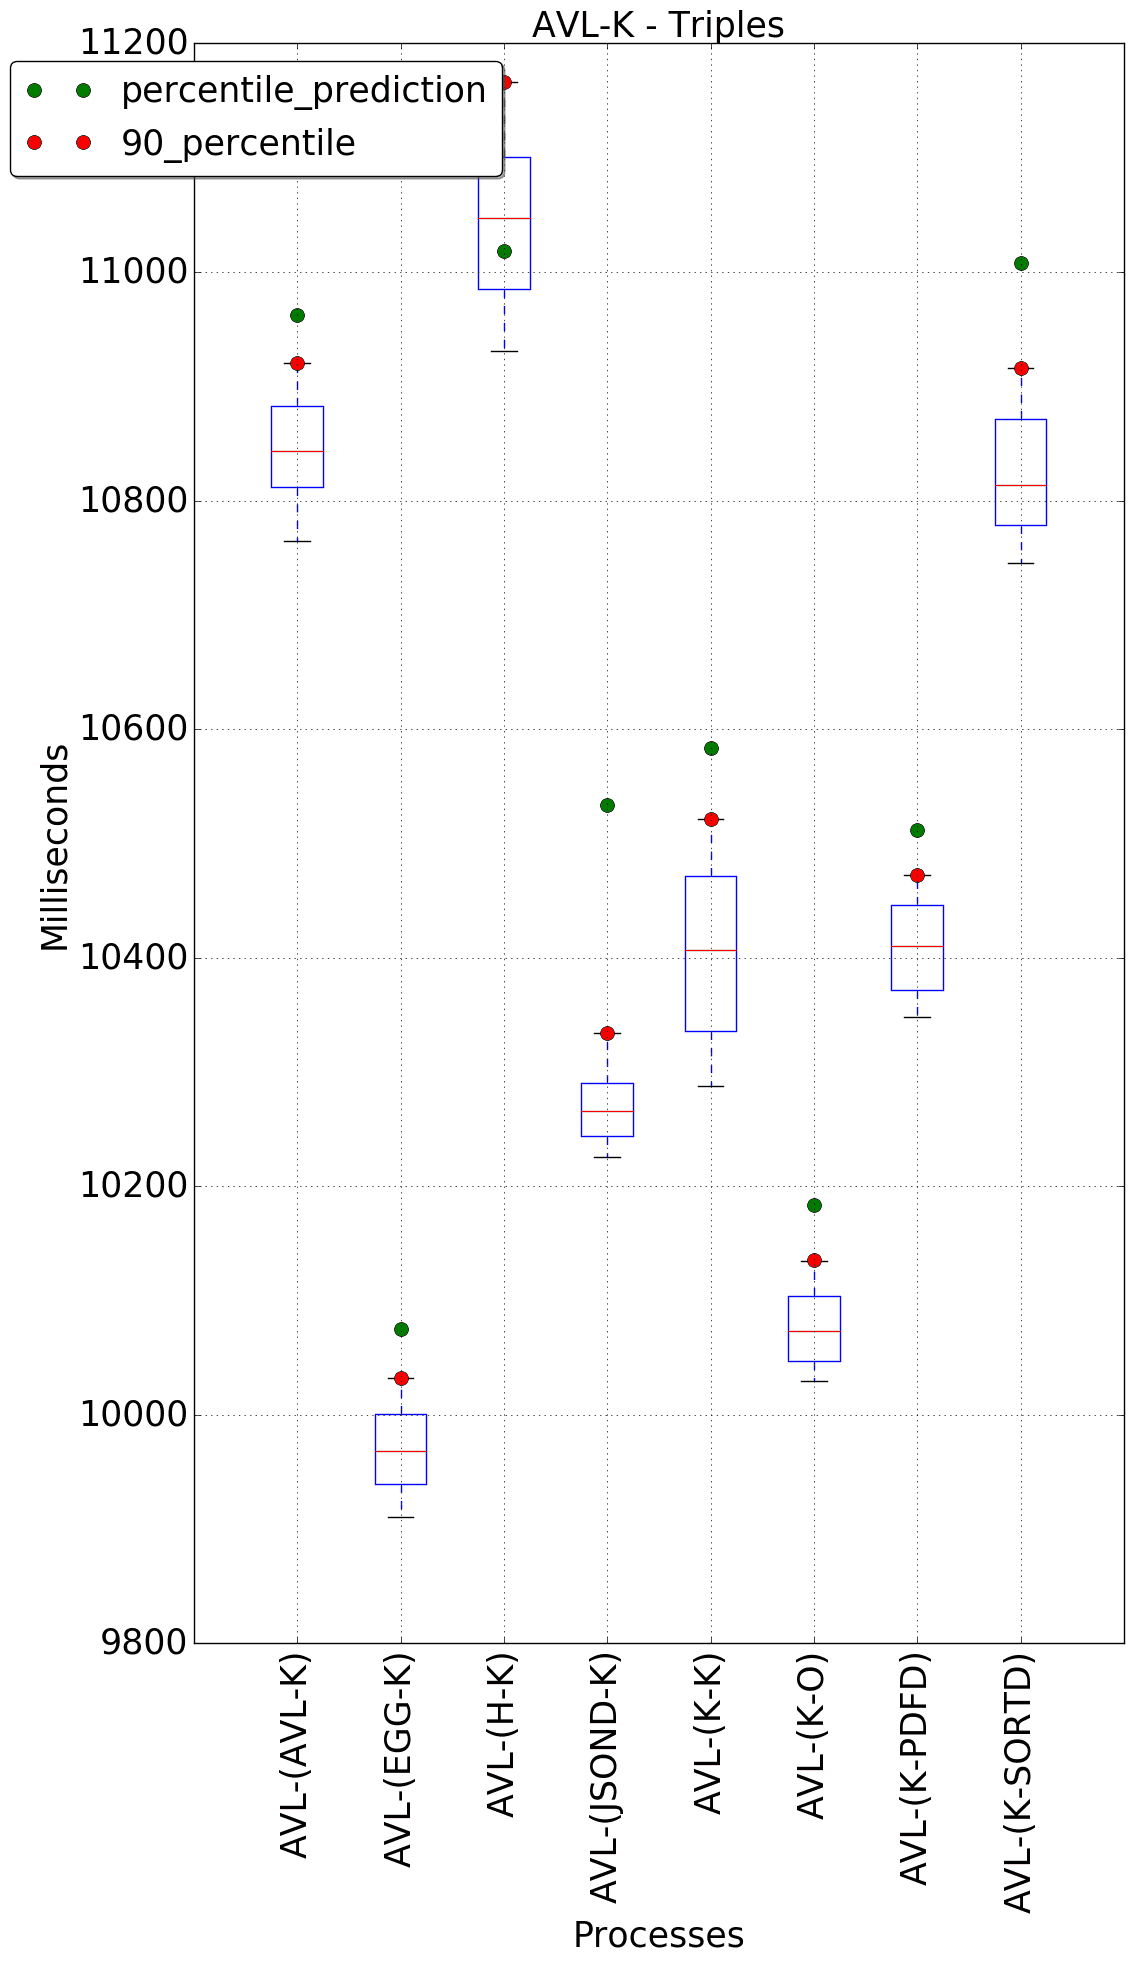 AVL-K - Triples
percentile_prediction
90_percentile
11200
11000
10800
10600
10400
10200
10000
9800
Milliseconds
AVL-(AVL-K)
AVL-(EGG-K)
AVL-(H-K)
AVL-(JSOND-K)
AVL-(K-K)
AVL-(K-O)
AVL-(K-PDFD)
AVL-(K-SORTD)
Processes